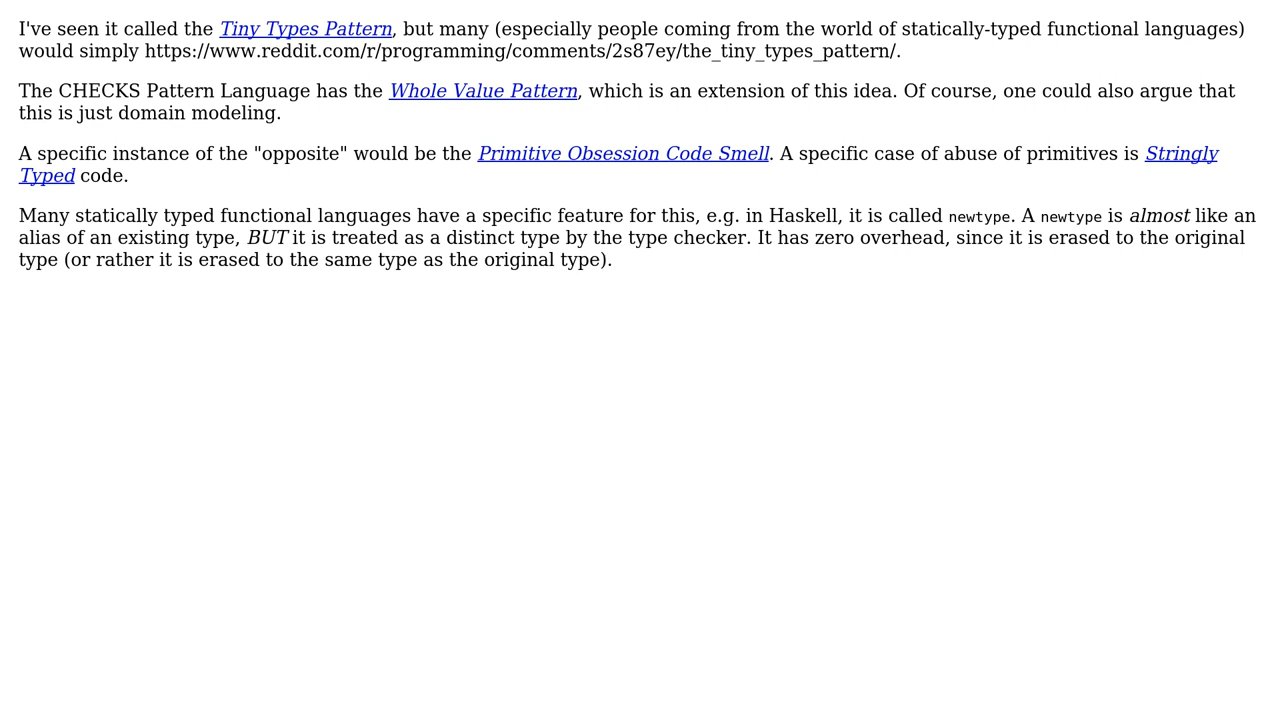 I've seen it called the Tiny Types Pattern, but many (especially people coming from the world of statically-typed functional languages)
would simply https://www.reddit.com/r/programming/comments/2s87ey/the_tiny_types_pattern/.
The CHECKS Pattern Language has the Whole Value Pattern, which is an extension of this idea. Of course, one could also argue that
this is just domain modeling.
A specific instance of the "opposite" would be the Primitive Obsession Code Smell. A specific case of abuse of primitives is Stringly
Typed code.
Many statically typed functional languages have a specific feature for this, e.g. in Haskell, it is called newtype. A newtype is almost like an
alias of an existing type, BUT it is treated as a distinct type by the type checker. It has zero overhead, since it is erased to the original
type (or rather it is erased to the same type as the original type).